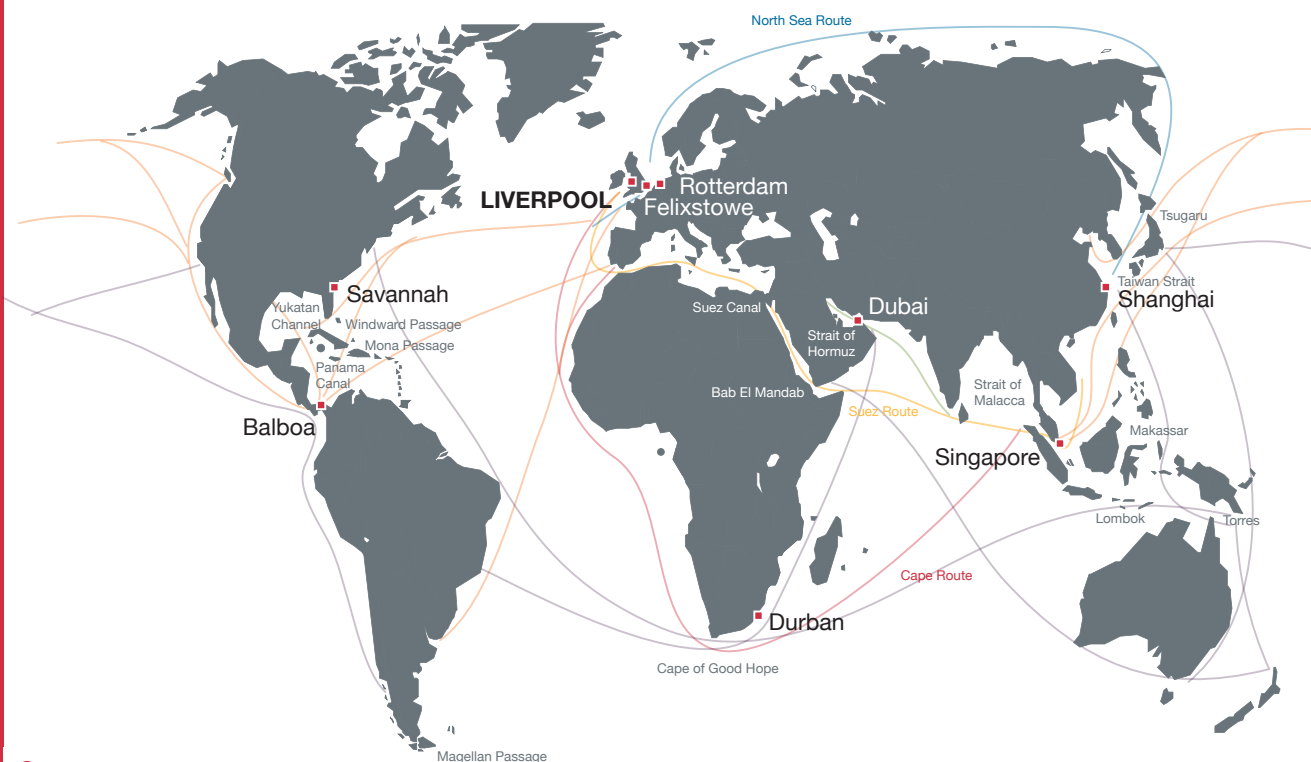 North Sea Route
Rotterdam
LIVERPOOL
Felixstowe
Tsugaru
Taiwan Strait
Shanghai
Savannah
Yukatan
Channel
Windward Passage
Mona Passage
Panama
Canal
Suez Canal
Dubai
Strait of
Hormuz
Bab El Mandab
Suez Route
Strait of
Malacca
Balboa
Makassar
Singapore
Lombok
Torres
Cape Route
Durban
Cape of Good Hope
Magellan Passage